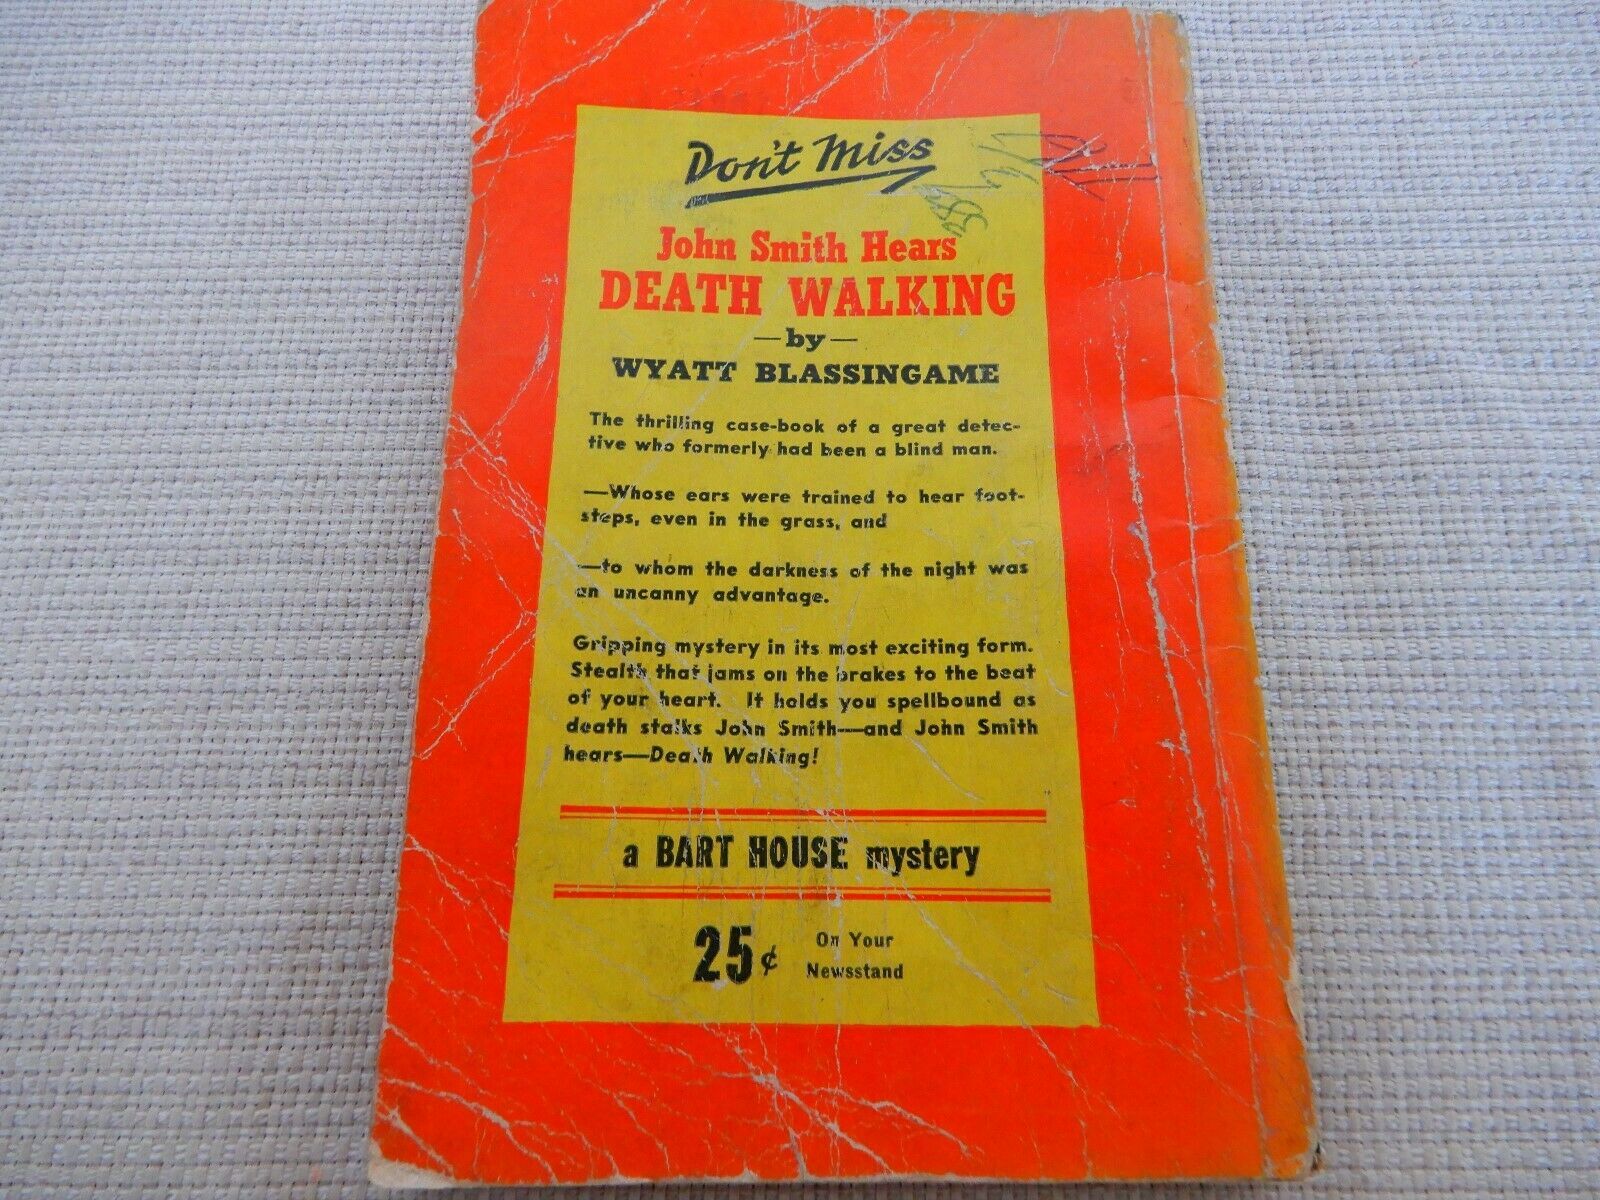 Don't Miss
John Smith Hears
DEATH WALKING
—by—
WYATT BLASSINGAME
The thrilling case-book of a great detec-
tive who formerly had been a blind man.
—Whose ears were trained to hear foot-
steps, even in the grass, and
—to whom the darkness of the night was
an uncanny advantage.
Gripping mystery in its most exciting form.
Stealth that jams on the brakes to the beat
of your heart. It holds you spellbound as
death stalks John Smith—and John Smith
hears—Death Walking!
a BART HOUSE mystery
25¢
On Your
Newsstand